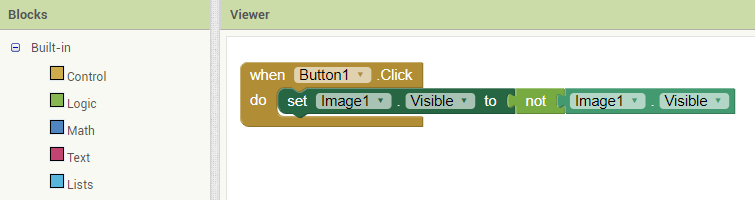 Blocks
Viewer
Built-in
Control
Logic
Math
Text
Lists
when Button1 .Click
do set Image1 . Visible to not Image1 . Visible